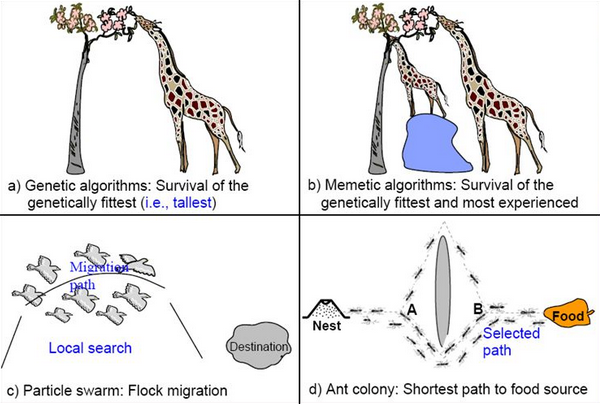 a) Genetic algorithms: Survival of the
genetically fittest (i.e., tallest)
b) Memetic algorithms: Survival of the
genetically fittest and most experienced
Migration
path
Local search
Destination
c) Particle swarm: Flock migration
A
B
Nest
Food
Selected
path
d) Ant colony: Shortest path to food source